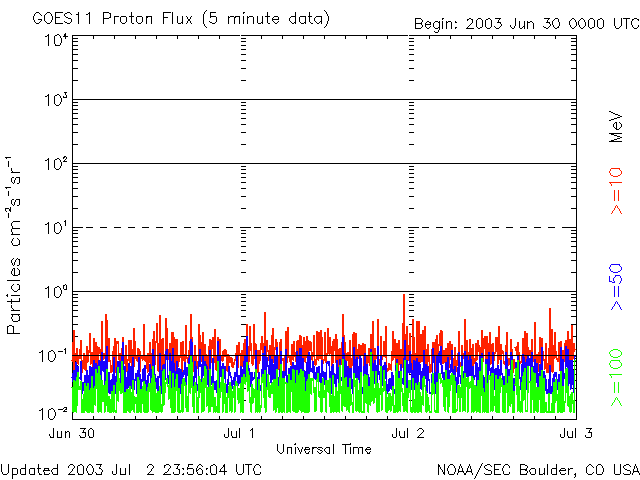 GOES11 Proton Flux (5 minute data)
Begin: 2003 Jun 30 0000 UTC
Particles cm⁻²s⁻¹sr⁻¹
10⁴
10³
10²
10¹
10⁰
10⁻¹
10⁻²
Jun 30
Jul 1
Jul 2
Jul 3
Universal Time
MeV
>=10
>=50
>=100
Updated 2003 Jul 2 23:56:04 UTC
NOAA/SEC Boulder, CO USA